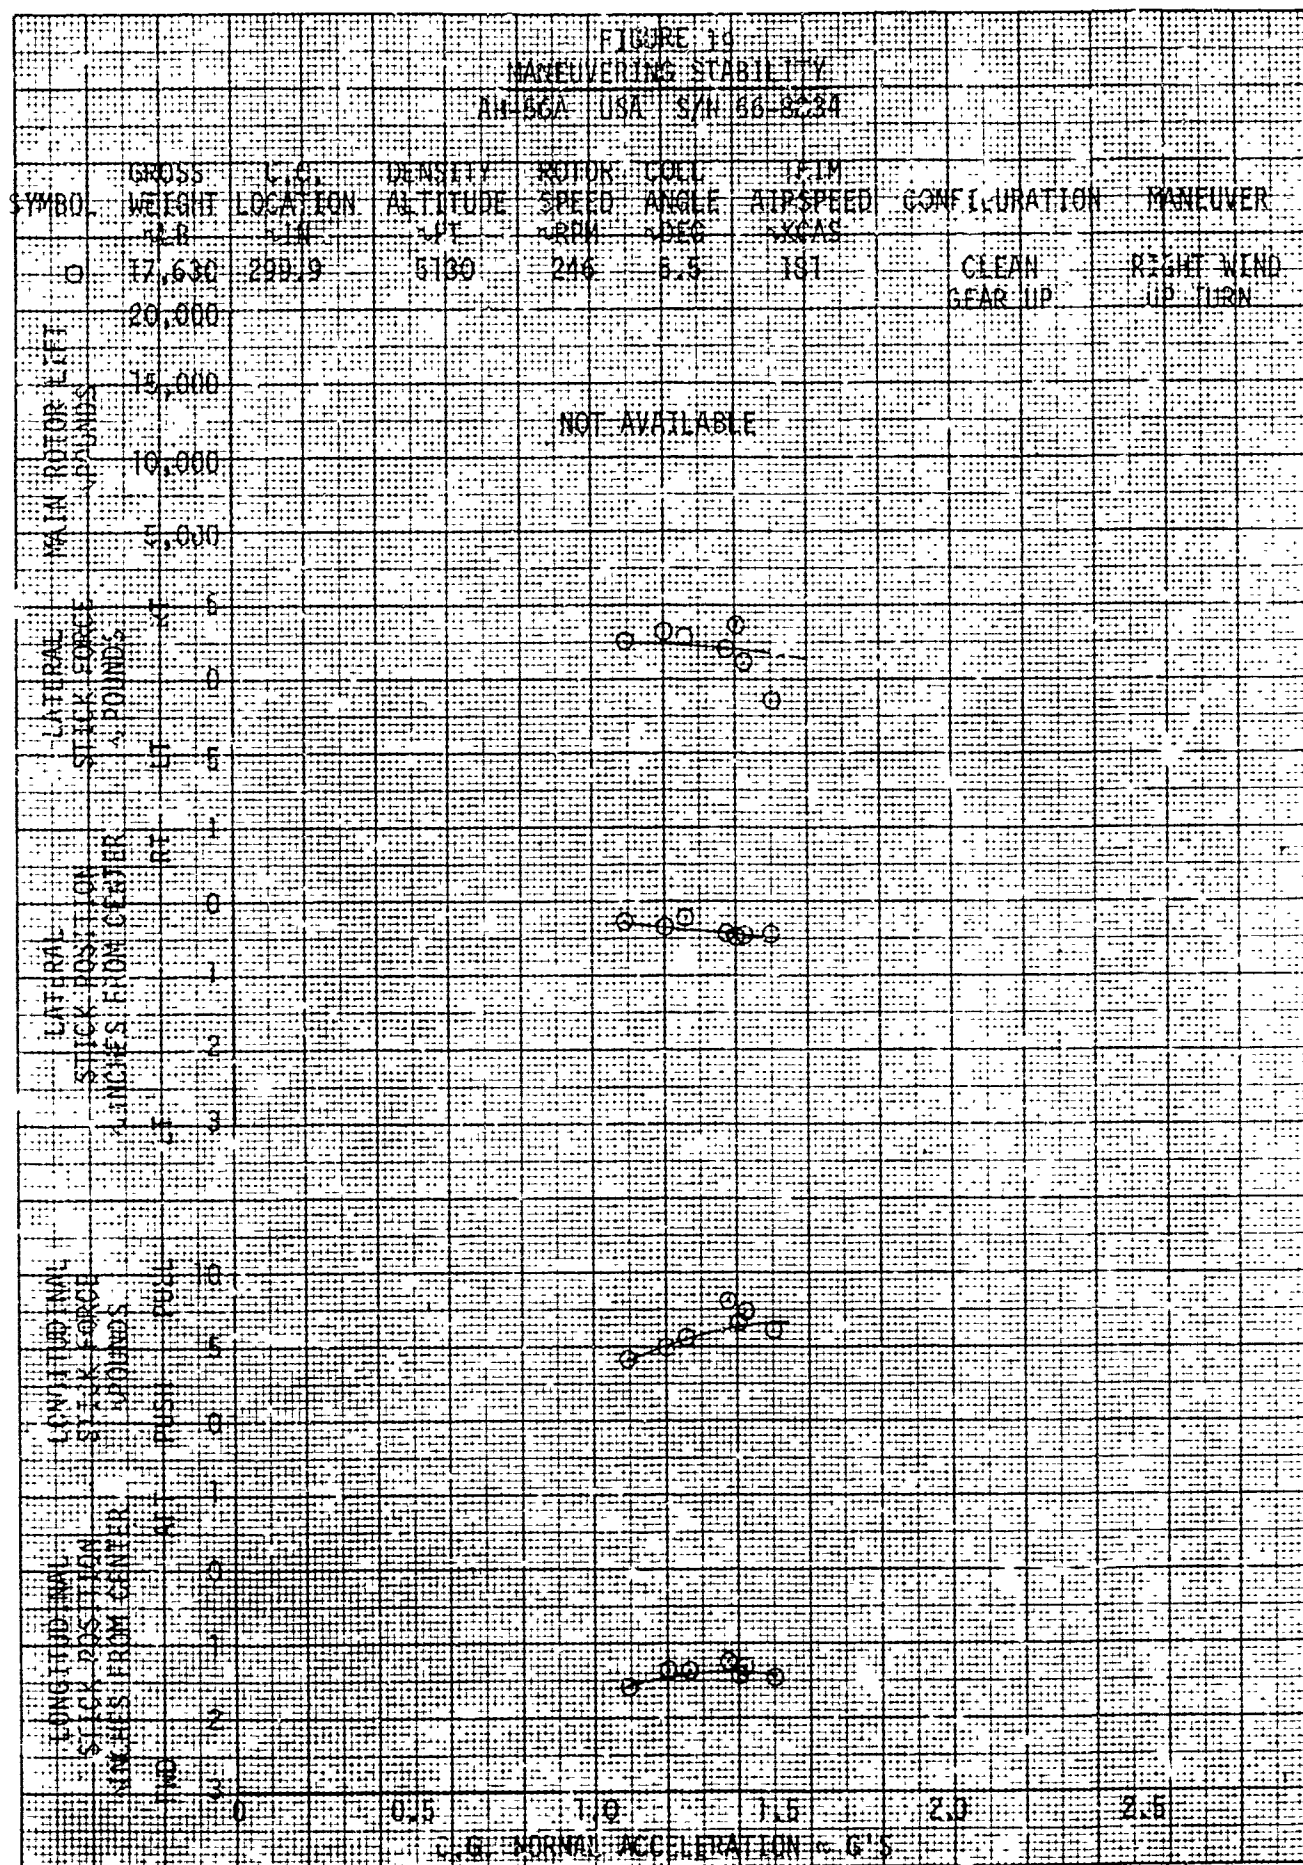 FIGURE 19
MANEUVERING STABILITY
AH-56A USA S/N 66-8834
SYMBOL
GROSS WEIGHT ~LB
C.G. LOCATION ~IN
DENSITY ALTITUDE ~FT
ROTOR SPEED ~RPM
COLL ANGLE ~DEG
TRIM AIRSPEED ~KCAS
CONFIGURATION
MANEUVER
17,630 299.9 5130 246 181
CLEAN
GEAR UP
RIGHT WIND
UP TURN
MAIN ROTOR LIFT
~POUNDS
20,000
15,000
10,000
5,000
NOT AVAILABLE
LATERAL
STICK FORCE
~POUNDS
LT RT
5
0
5
LATERAL
STICK POSITION
~INCHES FROM CENTER
LT RT
1
0
1
2
3
LONGITUDINAL
STICK FORCE
~POUNDS
PUSH PULL
10
5
0
LONGITUDINAL
STICK POSITION
~INCHES FROM CENTER
FWD AFT
1
0
1
2
3
0 0.5 1.0 1.5 2.0 2.5
C.G. NORMAL ACCELERATION ~ G'S